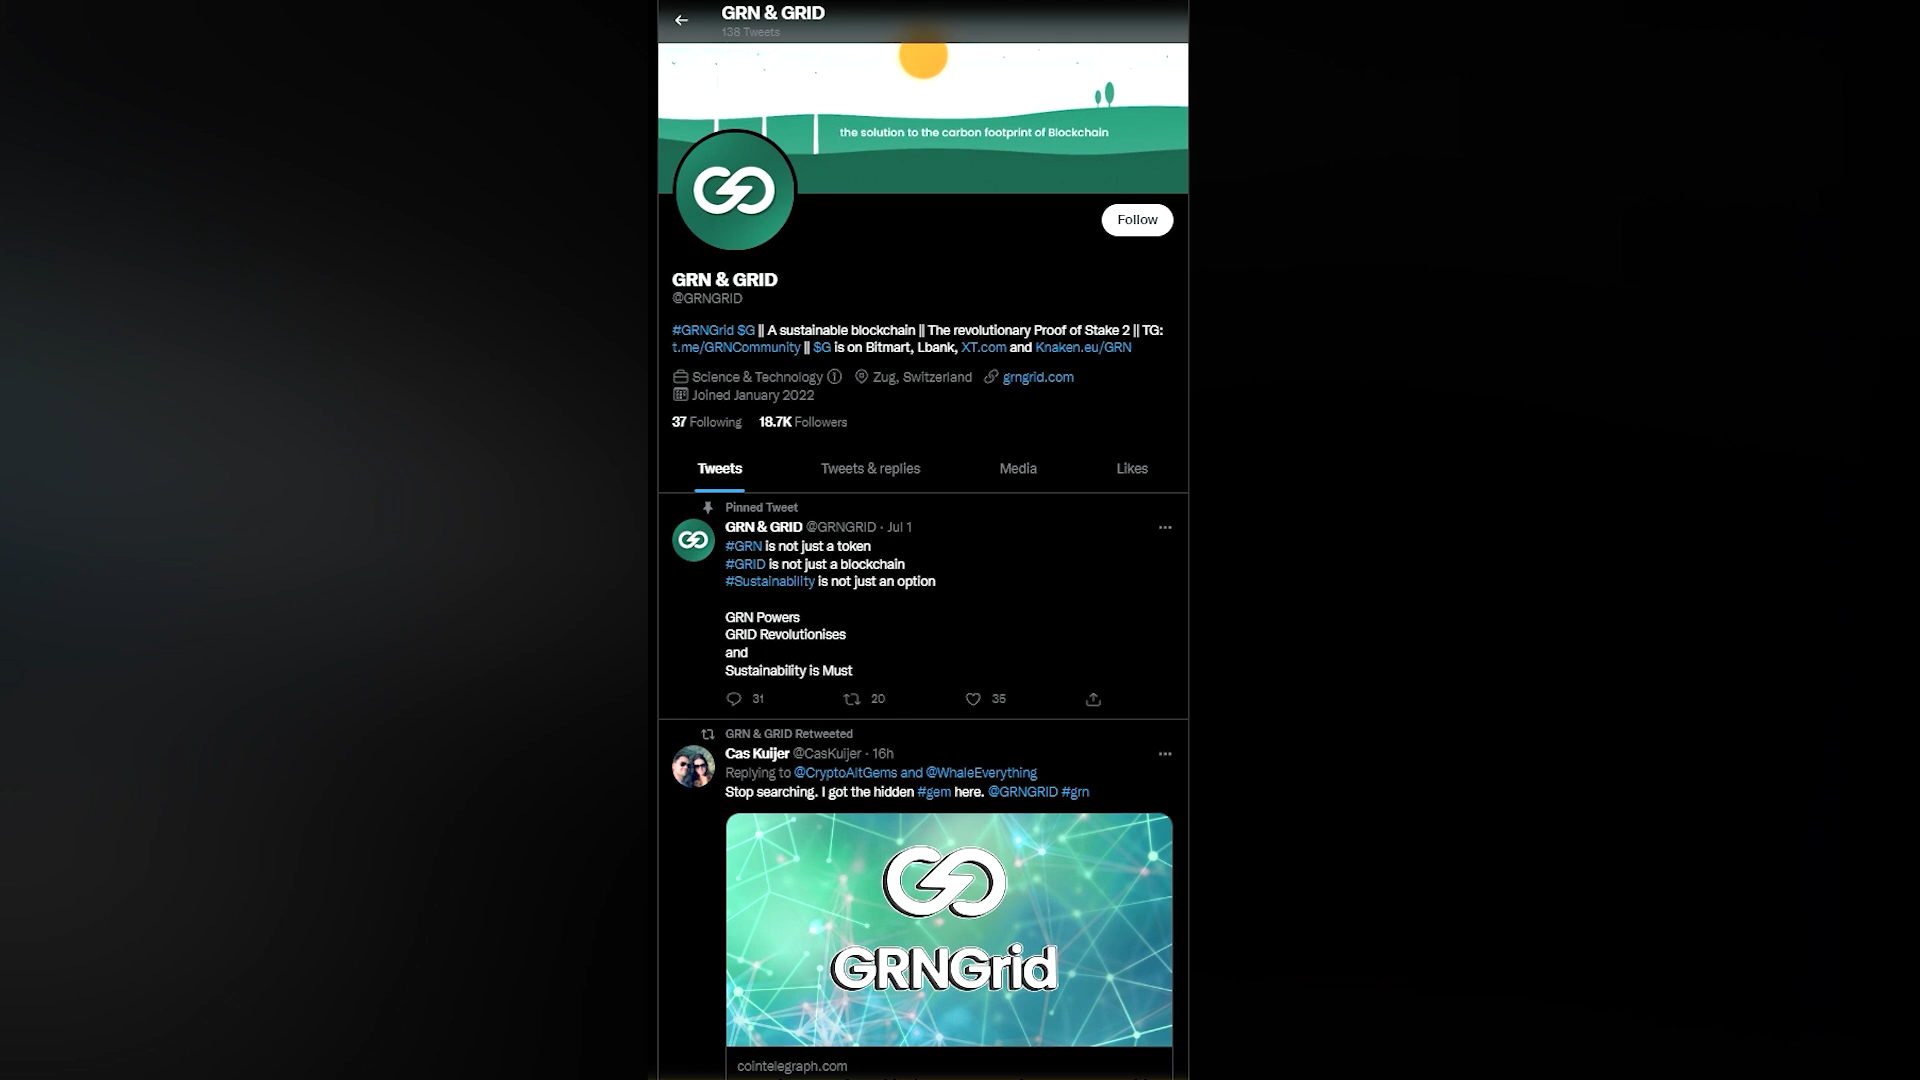 GRN & GRID
138 Tweets
the solution to the carbon footprint of Blockchain
Follow
GRN & GRID
@GRNGRID
#GRNGrid $G || A sustainable blockchain || The revolutionary Proof of Stake 2 || TG:
t.me/GRNCommunity || $G is on Bitmart, Lbank, XT.com and Knaken.eu/GRN
Science & Technology Zug, Switzerland grngrid.com
Joined January 2022
37 Following 18.7K Followers
Tweets Tweets & replies Media Likes
Pinned Tweet
GRN & GRID @GRNGRID · Jul 1
#GRN is not just a token
#GRID is not just a blockchain
#Sustainability is not just an option
GRN Powers
GRID Revolutionises
and
Sustainability is Must
31 20 35
GRN & GRID Retweeted
Cas Kuijer @CasKuijer · 16h
Replying to @CryptoAltGems and @WhaleEverything
Stop searching. I got the hidden #gem here. @GRNGRID #grn
GRNGrid
cointelegraph.com